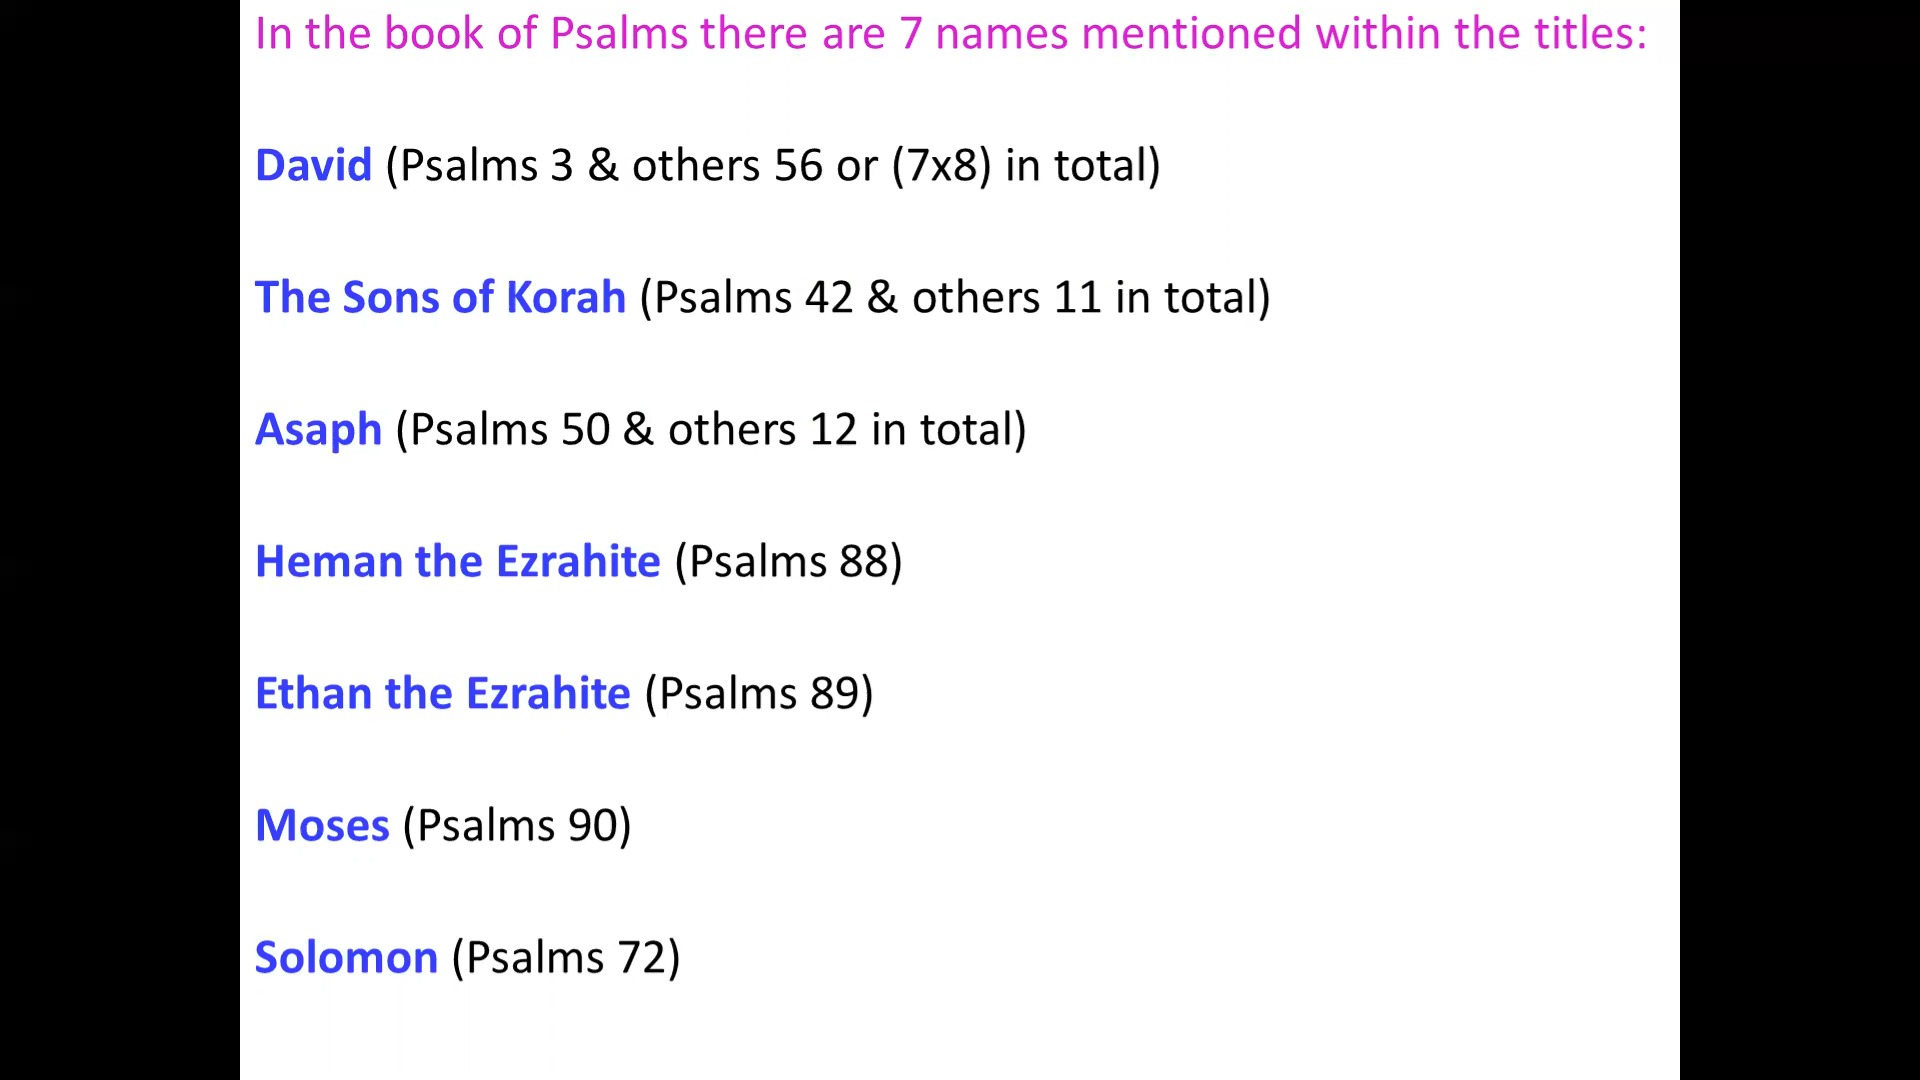 In the book of Psalms there are 7 names mentioned within the titles:
David (Psalms 3 & others 56 or (7x8) in total)
The Sons of Korah (Psalms 42 & others 11 in total)
Asaph (Psalms 50 & others 12 in total)
Heman the Ezrahite (Psalms 88)
Ethan the Ezrahite (Psalms 89)
Moses (Psalms 90)
Solomon (Psalms 72)